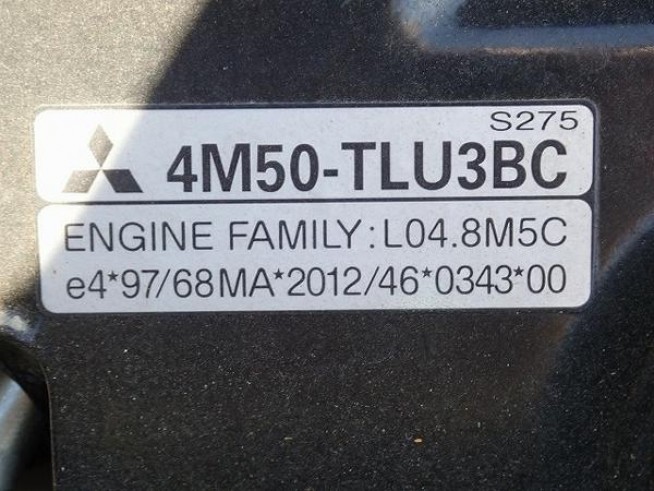 S275
4M50-TLU3BC
ENGINE FAMILY:L04.8M5C
e4*97/68MA*2012/46*0343*00